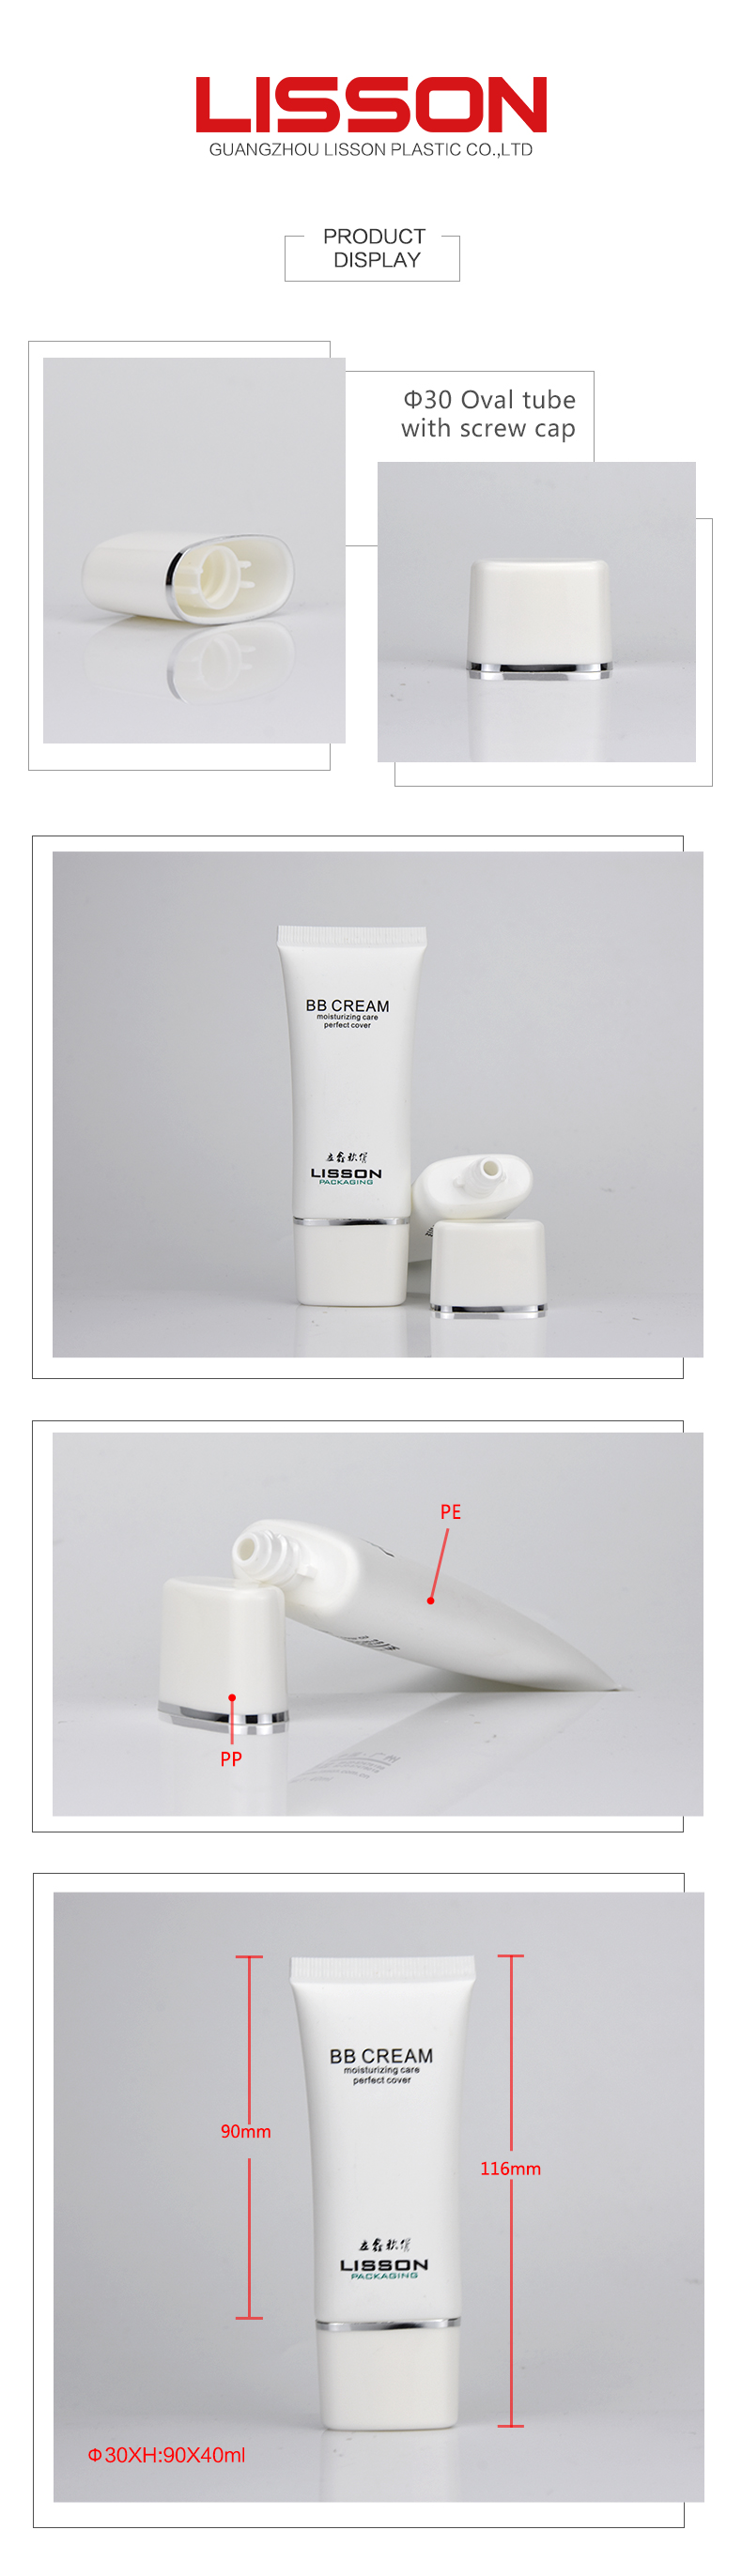 LISSON
GUANGZHOU LISSON PLASTIC CO.,LTD
PRODUCT
DISPLAY
Φ30 Oval tube
with screw cap
BB CREAM
moisturizing care
perfect cover
LISSON
PACKAGING
PE
PP
90mm
116mm
BB CREAM
moisturizing care
perfect cover
LISSON
PACKAGING
Φ30XH:90X40ml